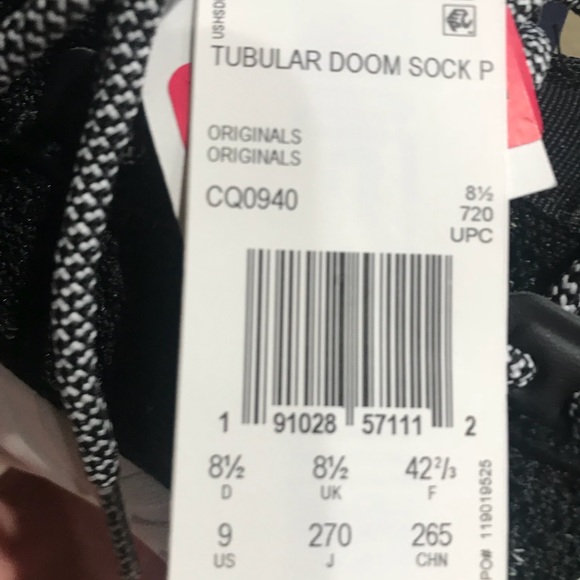 USHSD
TUBULAR DOOM SOCK P
ORIGINALS
ORIGINALS
CQ0940
8½
720
UPC
1 91028 57111 2
8½ 8½ 42²/₃
D UK F
9 270 265
US J CHN
PO# 119019525